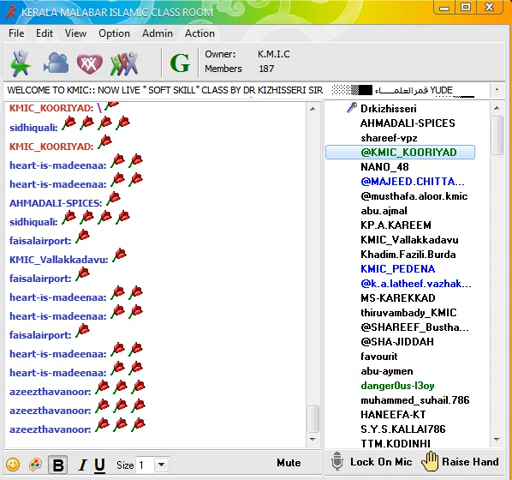 KERALA MALABAR ISLAMIC CLASS ROOM
File Edit View Option Admin Action
G
Owner: K.M.I.C
Members 187
WELCOME TO KMIC:: NOW LIVE " SOFT SKILL" CLASS BY DR KIZHISSERI SIR YUDE
KMIC_KOORIYAD: \
sidhiquali:
KMIC_KOORIYAD:
heart-is-madeenaa:
heart-is-madeenaa:
AHMADALI-SPICES:
sidhiquali:
faisalairport:
KMIC_Vallakkadavu:
faisalairport:
heart-is-madeenaa:
heart-is-madeenaa:
faisalairport:
heart-is-madeenaa:
heart-is-madeenaa:
azeezthavanoor:
azeezthavanoor:
azeezthavanoor:
B I U Size 1 Mute
Drkizhisseri
AHMADALI-SPICES
shareef-vpz
@KMIC_KOORIYAD
NANO_48
@MAJEED.CHITTA...
@musthafa.aloor.kmic
abu.ajmal
KP.A.KAREEM
KMIC_Vallakkadavu
Khadim.Fazili.Burda
KMIC_PEDENA
@k.a.latheef.vazhak...
MS-KAREKKAD
thiruvambady_KMIC
@SHAREEF_Bustha...
@SHA-JIDDAH
favourit
abu-aymen
danger0us-l3oy
muhammed_suhail.786
HANEEFA-KT
S.Y.S.KALLAI786
TTM.KODINHI
Lock On Mic Raise Hand